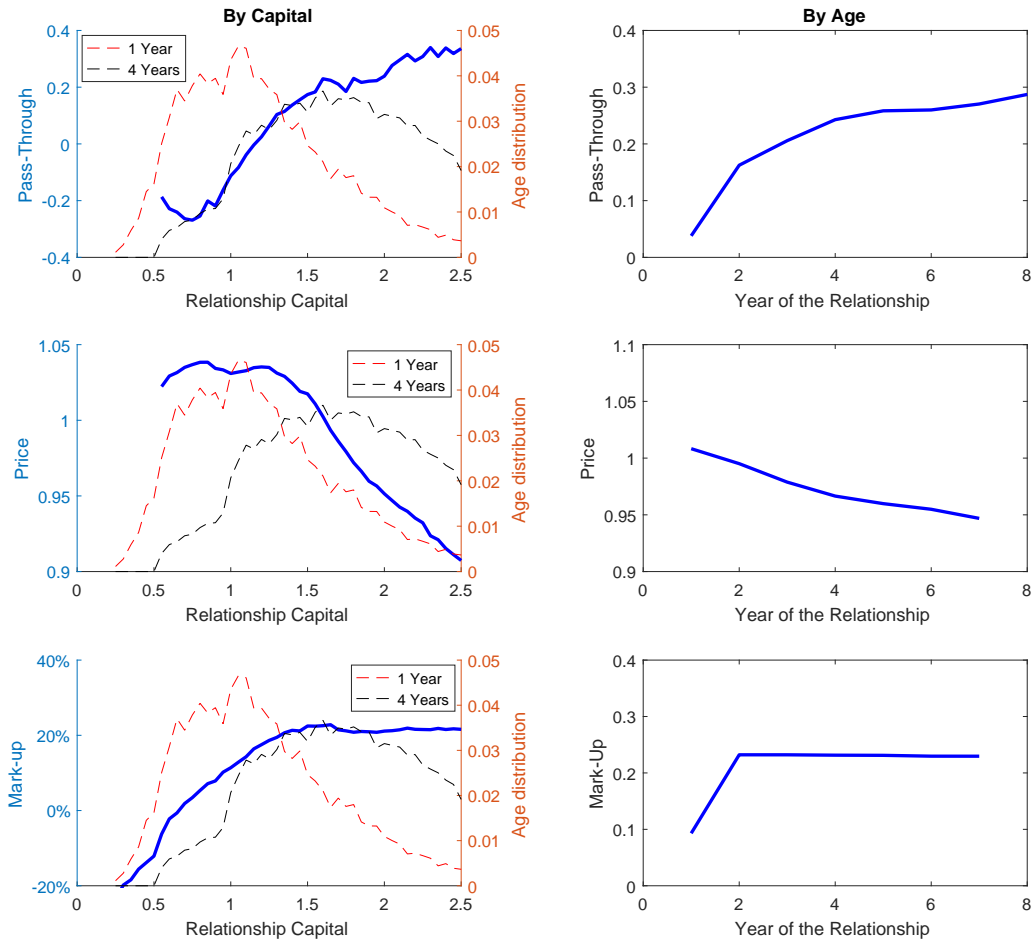 By Capital
By Age
0.4
0.2
0
-0.2
-0.4
Pass-Through
1 Year
4 Years
0.05
0.04
0.03
0.02
0.01
0
Age distribution
0 0.5 1 1.5 2 2.5
Relationship Capital
0.4
0.3
0.2
0.1
0
Pass-Through
0 2 4 6 8
Year of the Relationship
1.05
1
0.95
0.9
Price
1 Year
4 Years
0.05
0.04
0.03
0.02
0.01
0
Age distribution
0 0.5 1 1.5 2 2.5
Relationship Capital
1.1
1.05
1
0.95
0.9
Price
0 2 4 6 8
Year of the Relationship
40%
20%
0%
-20%
Mark-up
1 Year
4 Years
0.05
0.04
0.03
0.02
0.01
0
Age distribution
0 0.5 1 1.5 2 2.5
Relationship Capital
0.4
0.3
0.2
0.1
0
Mark-Up
0 2 4 6 8
Year of the Relationship